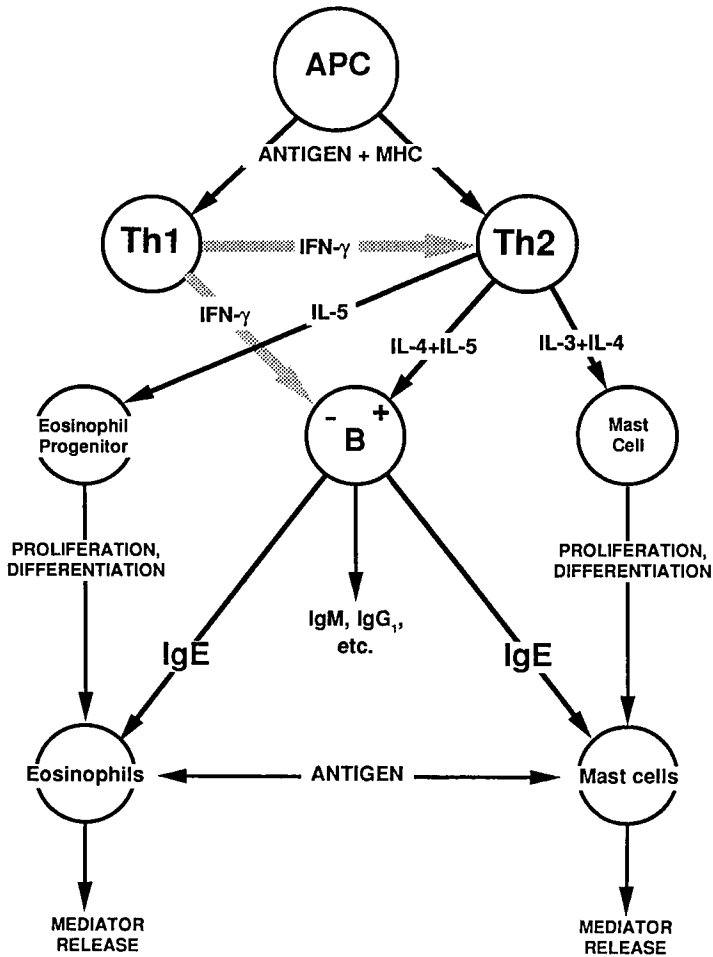 APC
ANTIGEN + MHC
Th1
IFN-γ
Th2
IFN-γ
IL-5
IL-4+IL-5
IL-3+IL-4
Eosinophil
Progenitor
- +
B
Mast
Cell
PROLIFERATION,
DIFFERENTIATION
PROLIFERATION,
DIFFERENTIATION
IgM, IgG₁,
etc.
IgE
IgE
Eosinophils
ANTIGEN
Mast cells
MEDIATOR
RELEASE
MEDIATOR
RELEASE